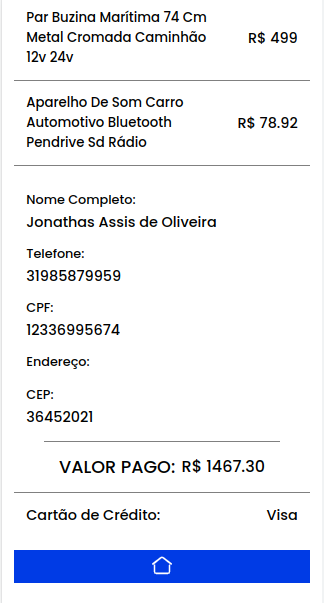 Par Buzina Marítima 74 Cm
Metal Cromada Caminhão
12v 24v
R$ 499
Aparelho De Som Carro
Automotivo Bluetooth
Pendrive Sd Rádio
R$ 78.92
Nome Completo:
Jonathas Assis de Oliveira
Telefone:
31985879959
CPF:
12336995674
Endereço:
CEP:
36452021
VALOR PAGO: R$ 1467.30
Cartão de Crédito: Visa